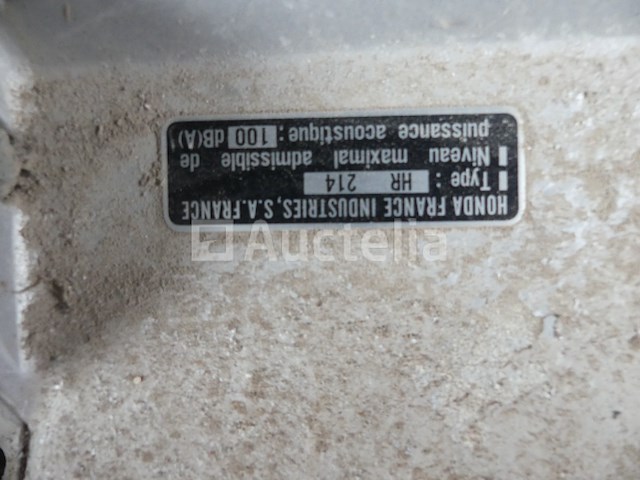 HONDA FRANCE INDUSTRIES, S.A. FRANCE
Type : HR 214
Niveau maximal admissible de
puissance acoustique : 100 dB(A)
Auctelia